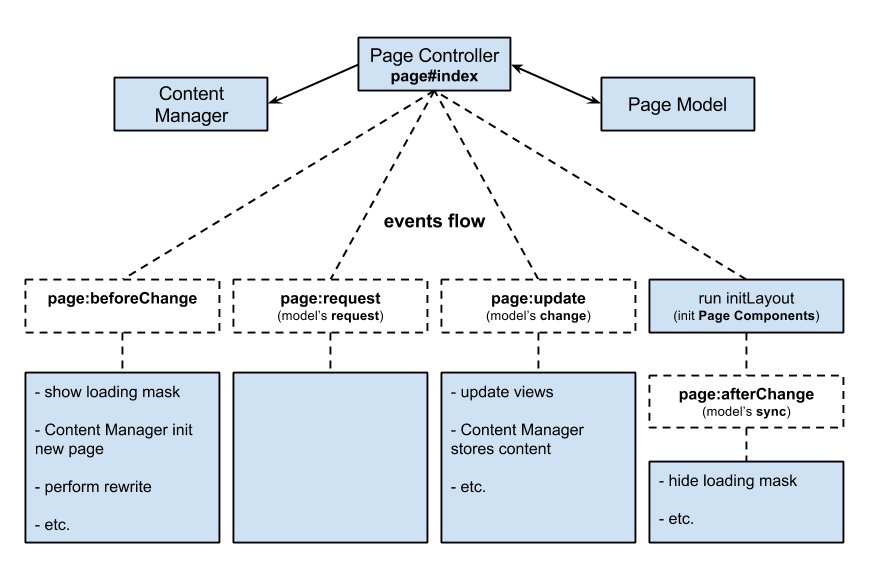 Page Controller
page#index
Content
Manager
Page Model
events flow
page:beforeChange
page:request
(model's request)
page:update
(model's change)
run initLayout
(init Page Components)
- show loading mask
- Content Manager init
new page
- perform rewrite
- etc.
- update views
- Content Manager
stores content
- etc.
page:afterChange
(model's sync)
- hide loading mask
- etc.